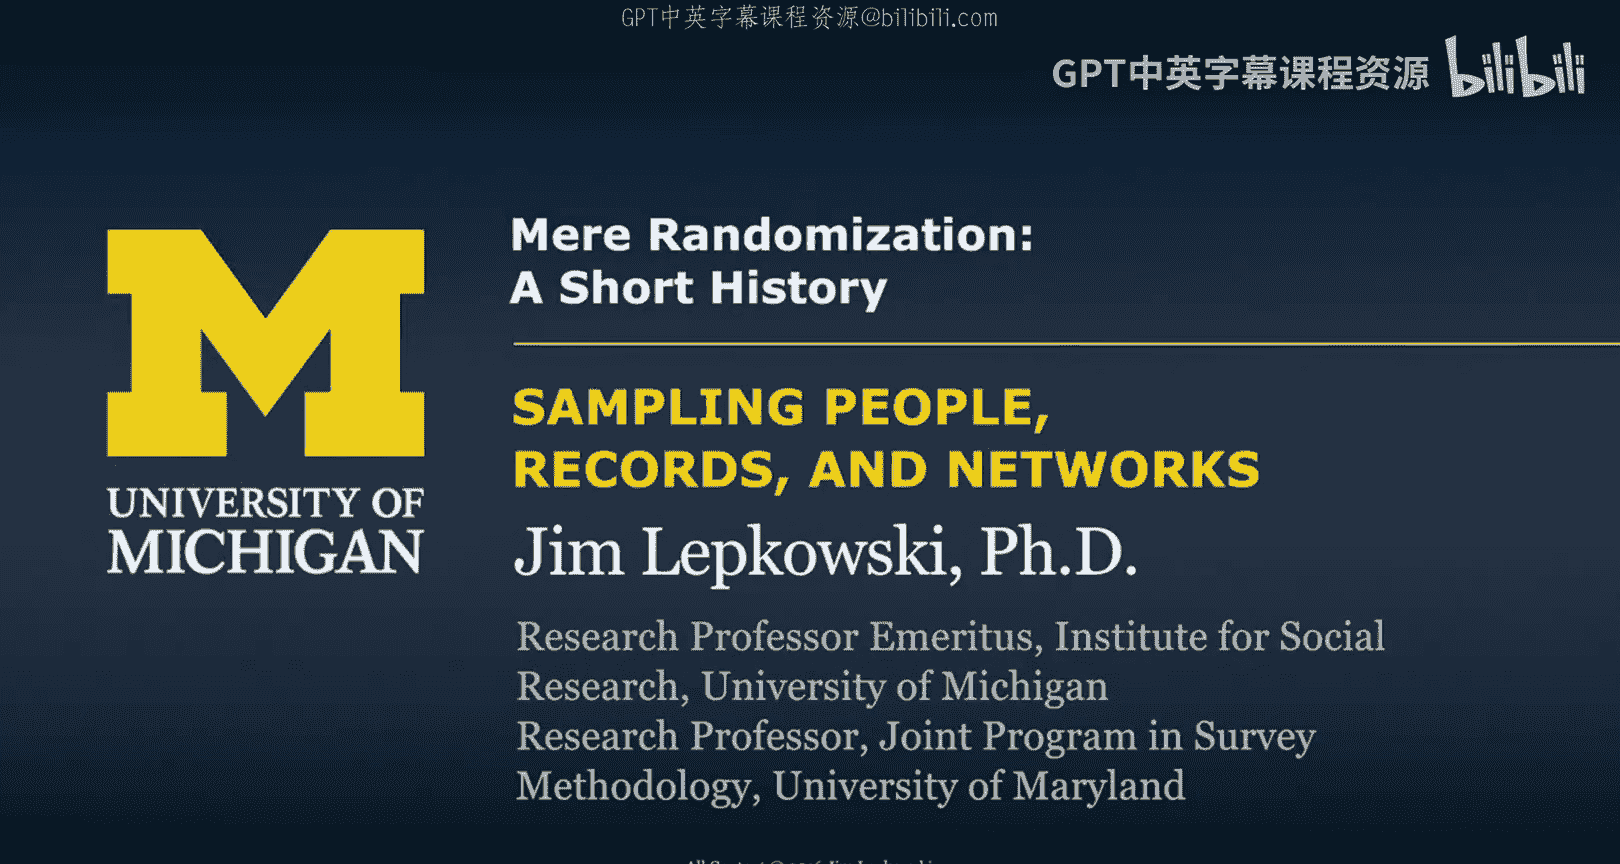 GPT中英字幕课程资源@bilibili.com
GPT中英字幕课程资源 bilibili
Mere Randomization:
A Short History
SAMPLING PEOPLE,
RECORDS, AND NETWORKS
Jim Lepkowski, Ph.D.
Research Professor Emeritus, Institute for Social
Research, University of Michigan
Research Professor, Joint Program in Survey
Methodology, University of Maryland
UNIVERSITY OF
MICHIGAN